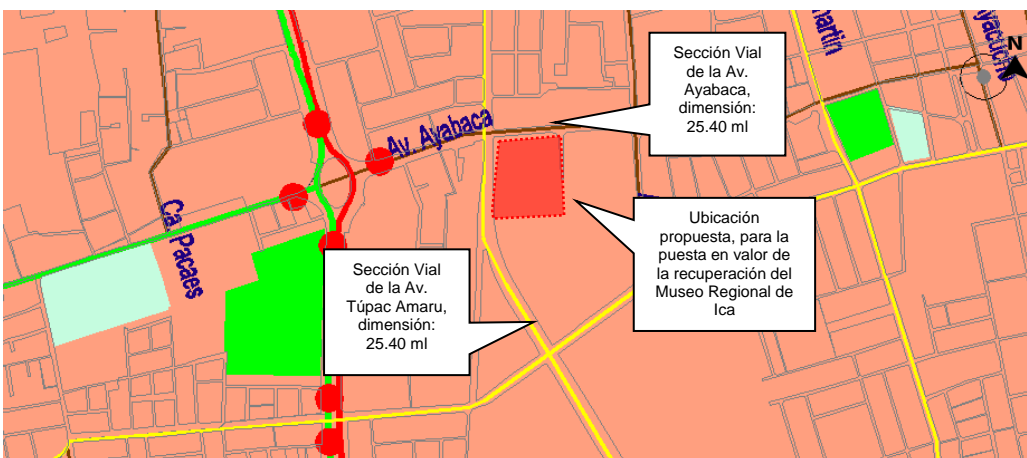 Sección Vial
de la Av.
Ayabaca,
dimensión:
25.40 ml
martin
Ayacucho
N
Av. Ayabaca
Ca. Pacaes
Ubicación
propuesta, para la
puesta en valor de
la recuperación del
Museo Regional de
Ica
Sección Vial
de la Av.
Túpac Amaru,
dimensión:
25.40 ml